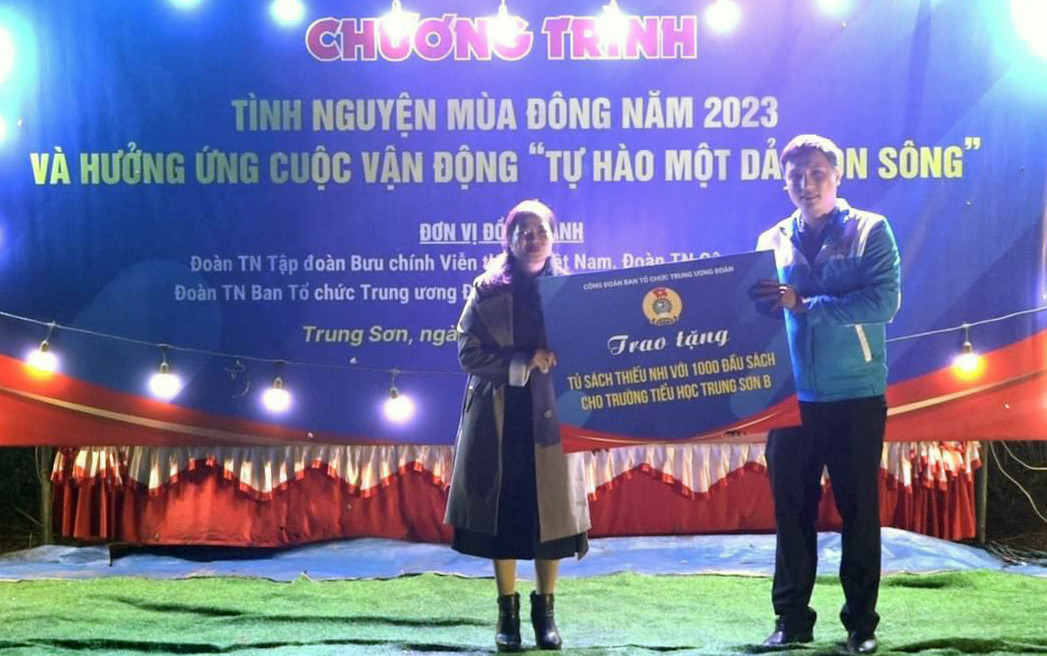 CHƯƠNG TRÌNH
TÌNH NGUYỆN MÙA ĐÔNG NĂM 2023
VÀ HƯỞNG ỨNG CUỘC VẬN ĐỘNG "TỰ HÀO MỘT DẢ ON SÔNG"
ĐƠN VỊ
Đoàn TN Tập đoàn Bưu chính Viễn Nam, Đoàn TN
Đoàn TN Ban Tổ chức Trung ương
Trung Sơn,
CÔNG ĐOÀN BAN TỔ CHỨC TRUNG ƯƠNG ĐOÀN
Trao tặng
TỦ SÁCH THIẾU NHI VỚI 1000 ĐẦU SÁCH
CHO TRƯỜNG TIỂU HỌC TRUNG SƠN B